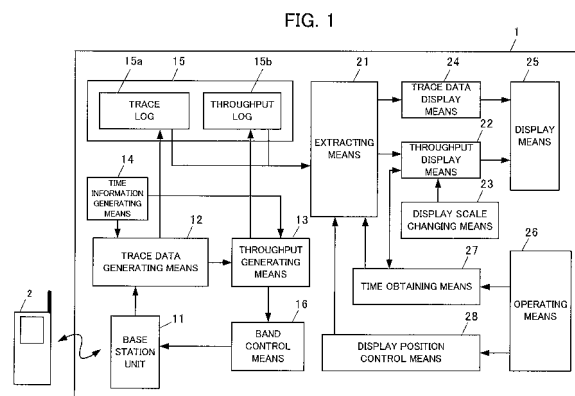 FIG. 1
1
15a
15
15b
21
24
25
TRACE
LOG
THROUGHPUT
LOG
EXTRACTING
MEANS
TRACE DATA
DISPLAY
MEANS
22
DISPLAY
MEANS
THROUGHPUT
DISPLAY
MEANS
14
TIME
INFORMATION
GENERATING
MEANS
23
DISPLAY SCALE
CHANGING MEANS
12
13
TRACE DATA
GENERATING MEANS
THROUGHPUT
GENERATING
MEANS
26
27
TIME OBTAINING MEANS
OPERATING
MEANS
2
11
16
28
BASE
STATION
UNIT
BAND
CONTROL
MEANS
DISPLAY POSITION
CONTROL MEANS